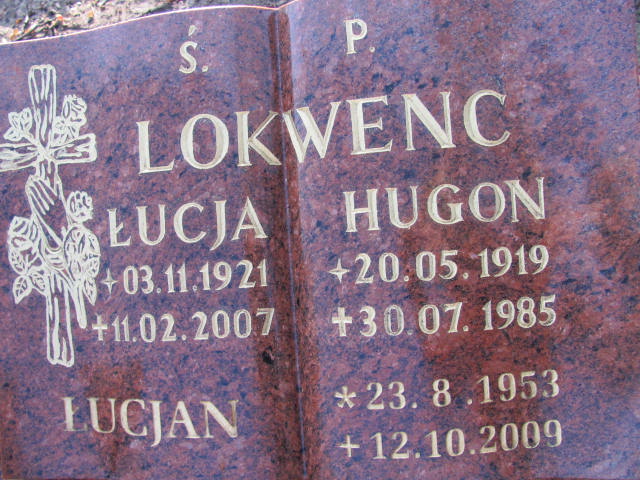 Ś. P.
LOKWENC
ŁUCJA HUGON
+03.11.1921 +20.05.1919
+11.02.2007 +30.07.1985
ŁUCJAN * 23.8.1953
+12.10.2009